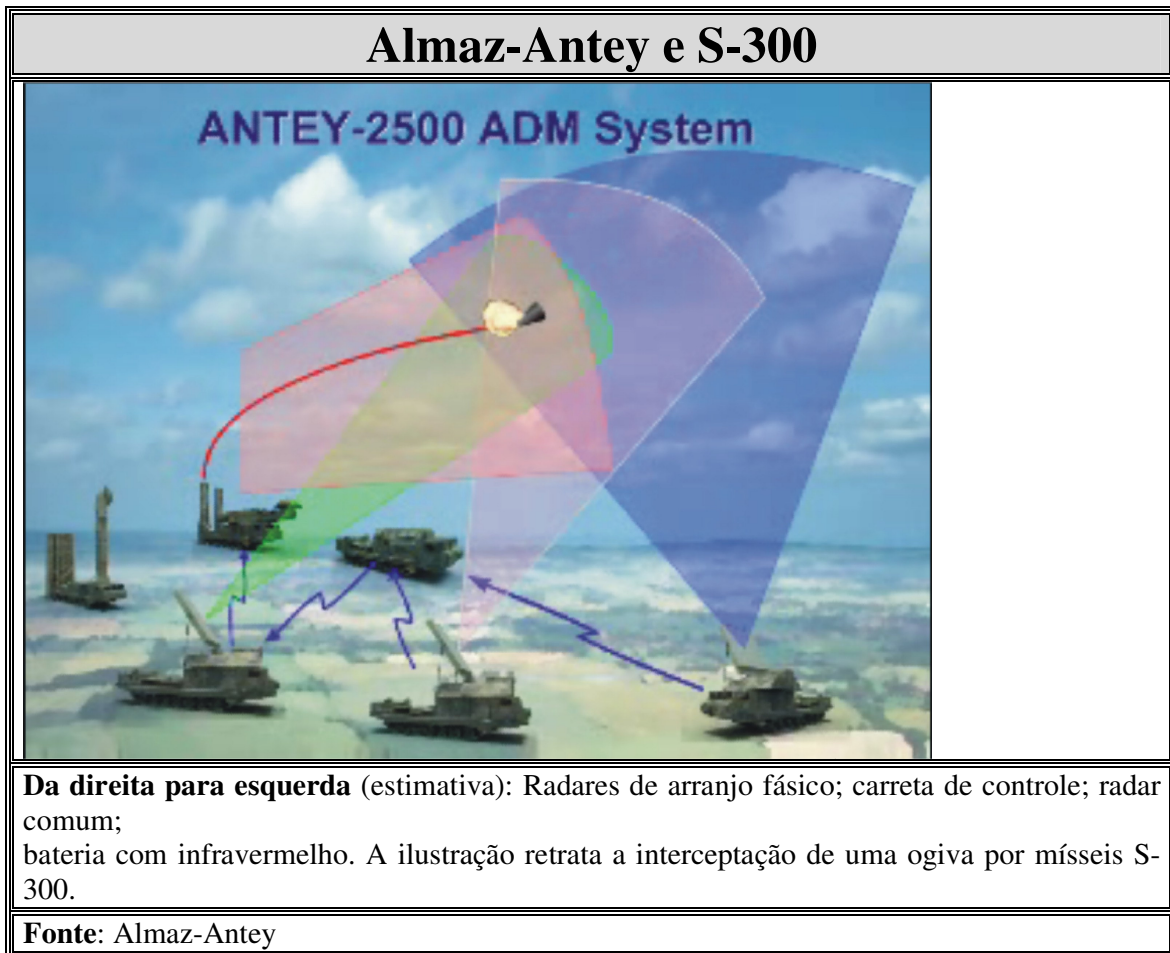 Almaz-Antey e S-300
ANTEY-2500 ADM System
Da direita para esquerda (estimativa): Radares de arranjo fásico; carreta de controle; radar
comum;
bateria com infravermelho. A ilustração retrata a interceptação de uma ogiva por mísseis S-
300.
Fonte: Almaz-Antey